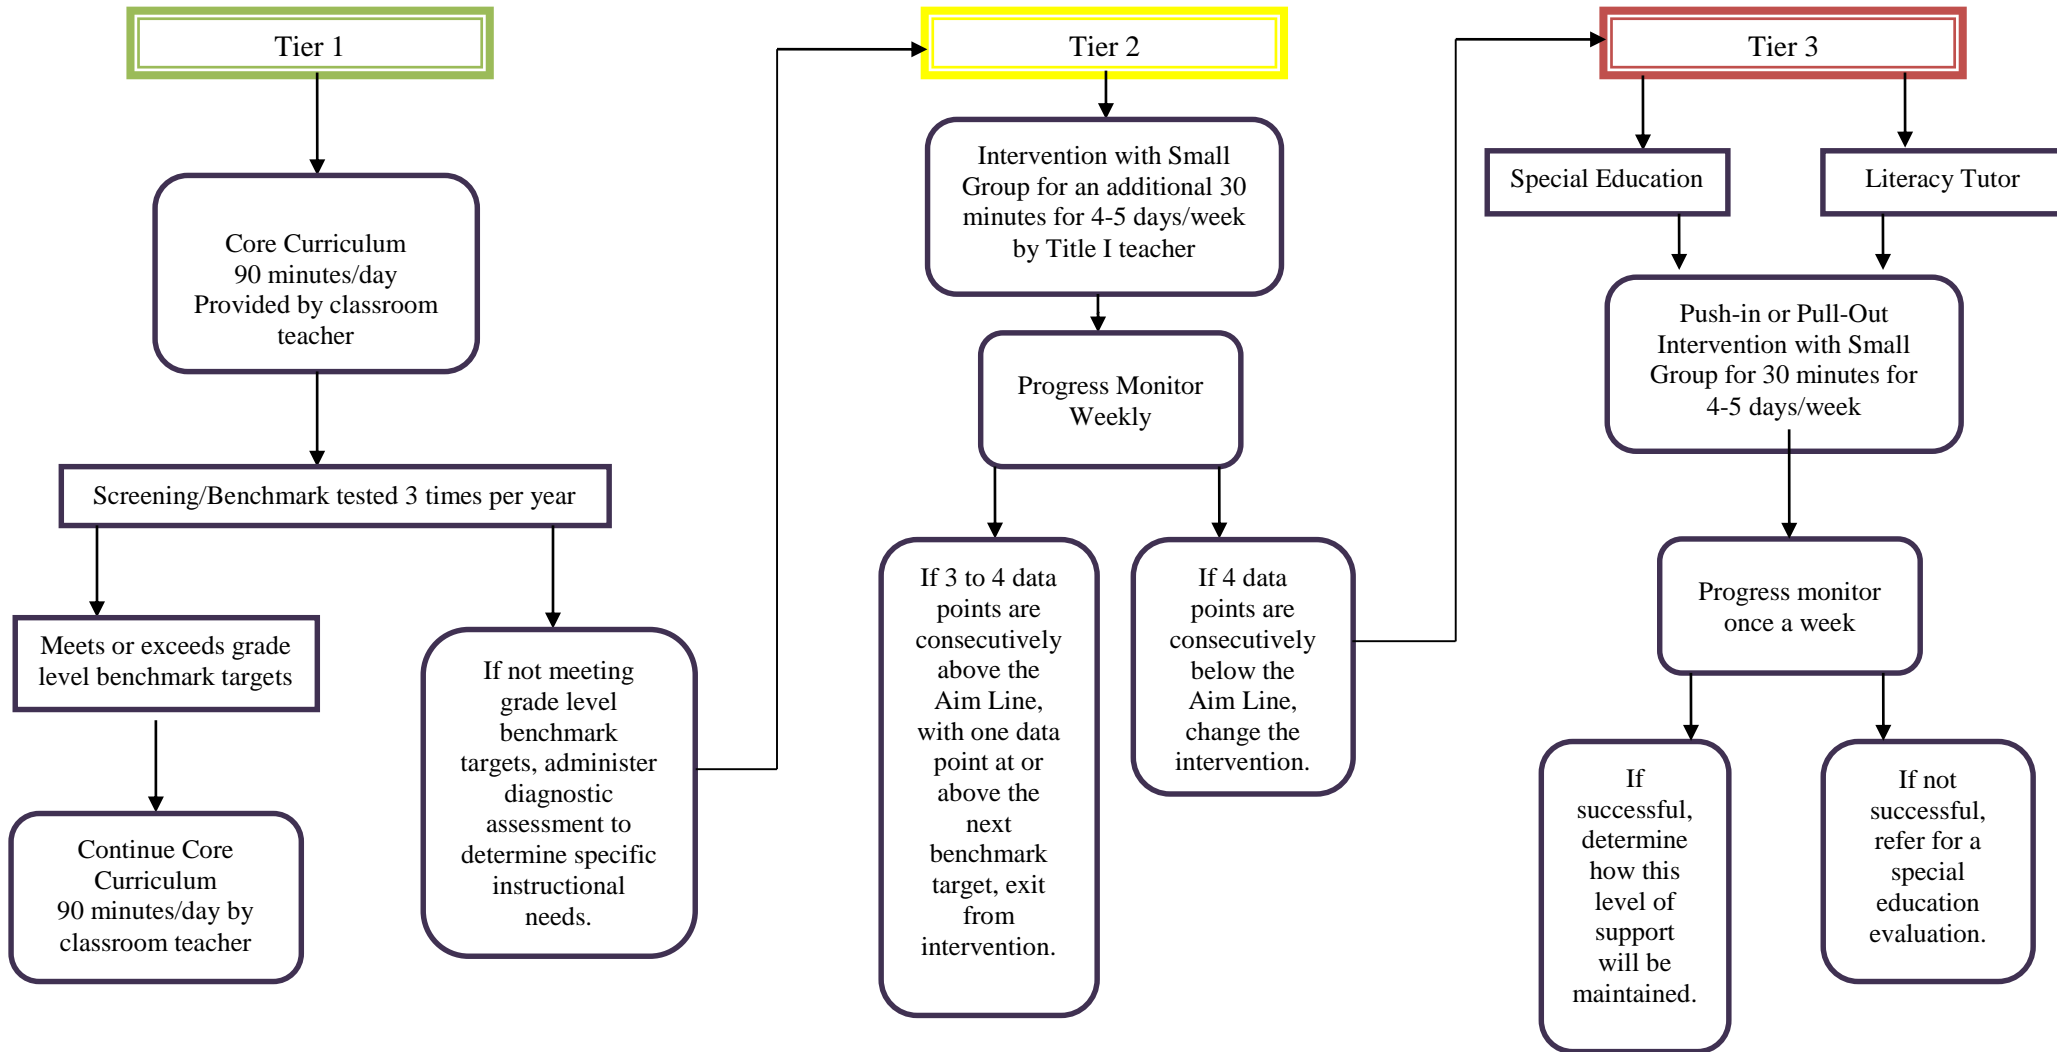 Tier 1
Core Curriculum
90 minutes/day
Provided by classroom
teacher
Screening/Benchmark tested 3 times per year
Meets or exceeds grade
level benchmark targets
Continue Core
Curriculum
90 minutes/day by
classroom teacher
If not meeting
grade level
benchmark
targets, administer
diagnostic
assessment to
determine specific
instructional
needs.
Tier 2
Intervention with Small
Group for an additional 30
minutes for 4-5 days/week
by Title I teacher
Progress Monitor
Weekly
If 3 to 4 data
points are
consecutively
above the
Aim Line,
with one data
point at or
above the
next
benchmark
target, exit
from
intervention.
If 4 data
points are
consecutively
below the
Aim Line,
change the
intervention.
Tier 3
Special Education
Literacy Tutor
Push-in or Pull-Out
Intervention with Small
Group for 30 minutes for
4-5 days/week
Progress monitor
once a week
If
successful,
determine
how this
level of
support
will be
maintained.
If not
successful,
refer for a
special
education
evaluation.